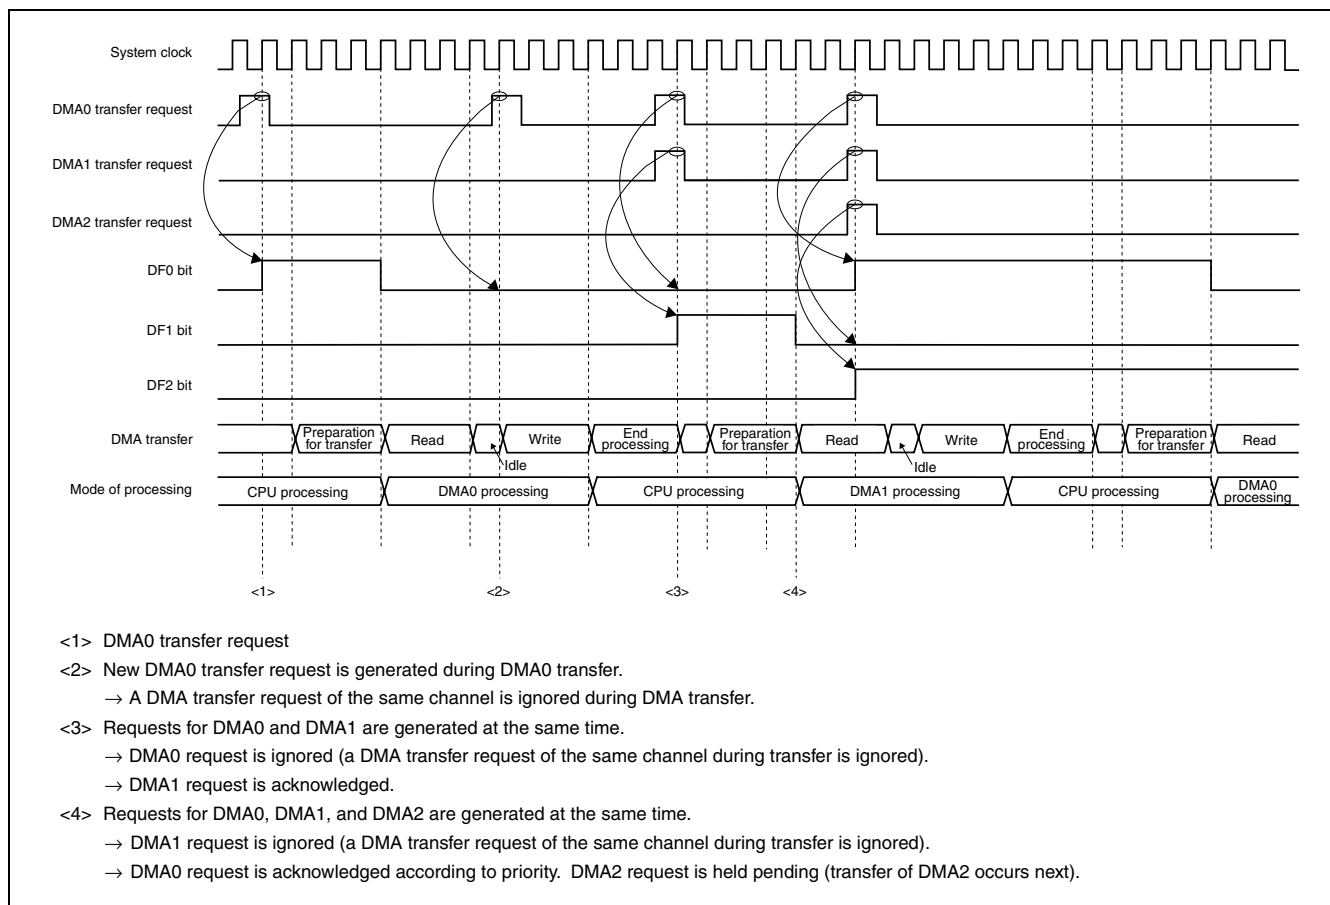 System clock
DMA0 transfer request
DMA1 transfer request
DMA2 transfer request
DF0 bit
DF1 bit
DF2 bit
DMA transfer
Preparation for transfer
Read
Idle
Write
End processing
Preparation for transfer
Read
Idle
Write
End processing
Preparation for transfer
Read
Mode of processing
CPU processing
DMA0 processing
CPU processing
DMA1 processing
CPU processing
DMA0 processing
<1>
<2>
<3>
<4>
<1> DMA0 transfer request
<2> New DMA0 transfer request is generated during DMA0 transfer.
→ A DMA transfer request of the same channel is ignored during DMA transfer.
<3> Requests for DMA0 and DMA1 are generated at the same time.
→ DMA0 request is ignored (a DMA transfer request of the same channel during transfer is ignored).
→ DMA1 request is acknowledged.
<4> Requests for DMA0, DMA1, and DMA2 are generated at the same time.
→ DMA1 request is ignored (a DMA transfer request of the same channel during transfer is ignored).
→ DMA0 request is acknowledged according to priority. DMA2 request is held pending (transfer of DMA2 occurs next).